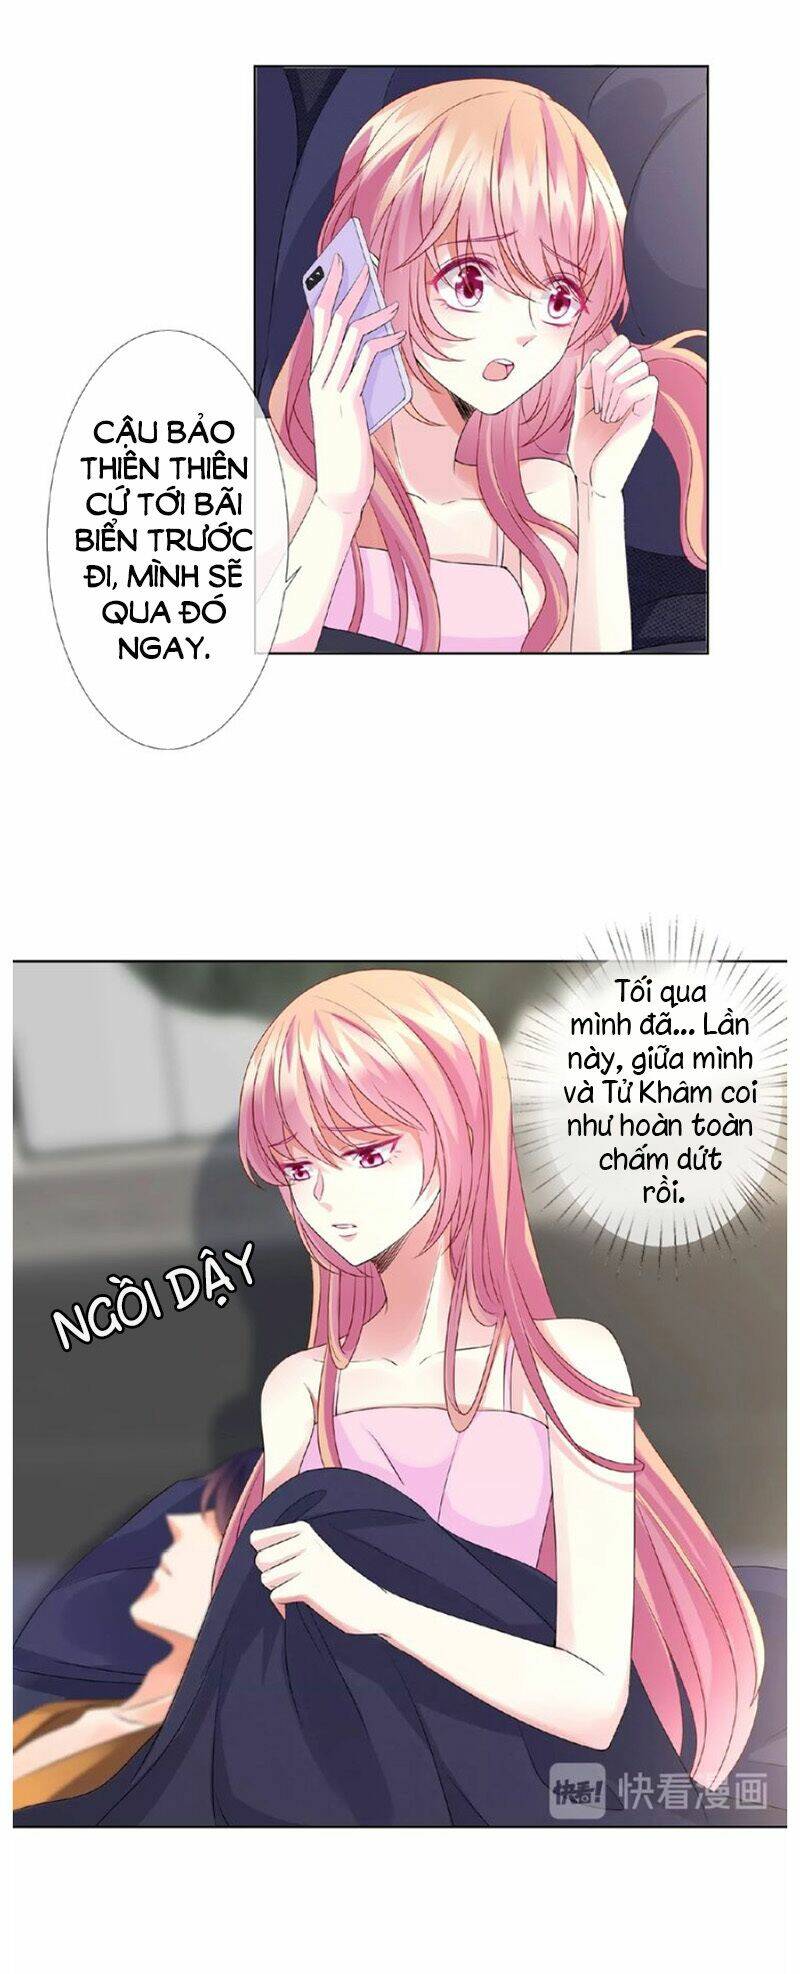 CẬU BẢO
THIÊN THIÊN
CỨ TỚI BÃI
BIỂN TRƯỚC
ĐI, MÌNH SẼ
QUA ĐÓ
NGAY.
Tối qua
mình đã... Lần
này, giữa mình
và Tử Khâm coi
như hoàn toàn
chấm dứt
rồi.
NGỒI DẬY
快看! 快看漫画